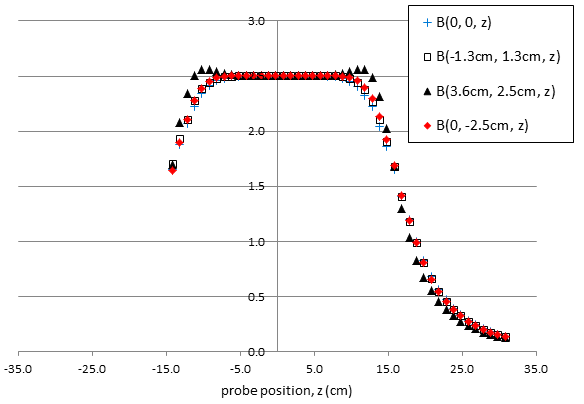 3.0
2.5
2.0
1.5
1.0
0.5
0.0
-35.0 -25.0 -15.0 -5.0 5.0 15.0 25.0 35.0
probe position, z (cm)
B(0, 0, z)
B(-1.3cm, 1.3cm, z)
B(3.6cm, 2.5cm, z)
B(0, -2.5cm, z)